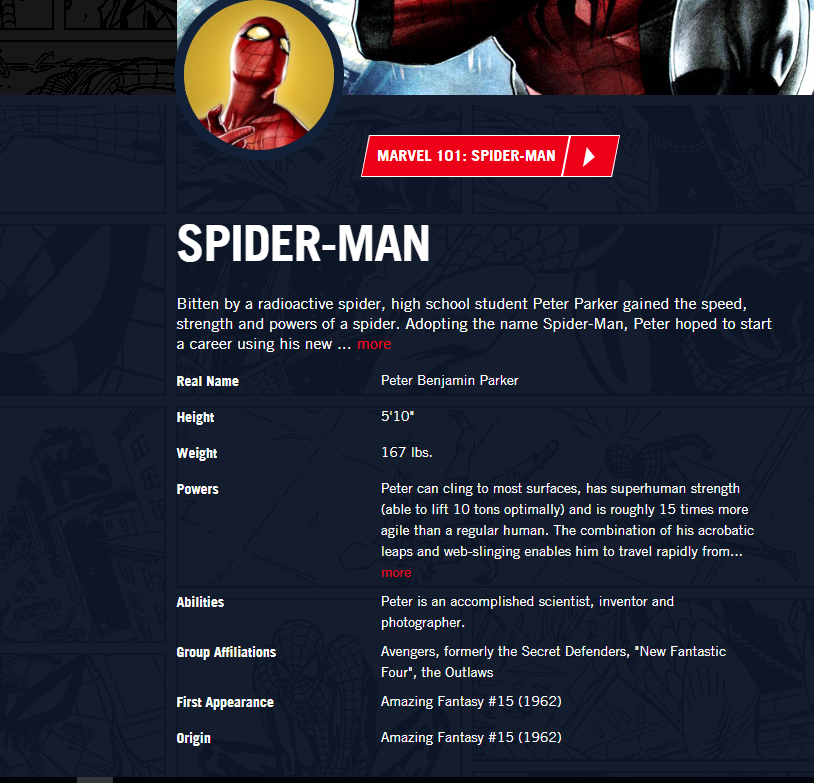 MARVEL 101: SPIDER-MAN
SPIDER-MAN
Bitten by a radioactive spider, high school student Peter Parker gained the speed,
strength and powers of a spider. Adopting the name Spider-Man, Peter hoped to start
a career using his new ... more
Real Name Peter Benjamin Parker
Height 5'10"
Weight 167 lbs.
Powers Peter can cling to most surfaces, has superhuman strength
(able to lift 10 tons optimally) and is roughly 15 times more
agile than a regular human. The combination of his acrobatic
leaps and web-slinging enables him to travel rapidly from...
more
Abilities Peter is an accomplished scientist, inventor and
photographer.
Group Affiliations Avengers, formerly the Secret Defenders, "New Fantastic
Four", the Outlaws
First Appearance Amazing Fantasy #15 (1962)
Origin Amazing Fantasy #15 (1962)